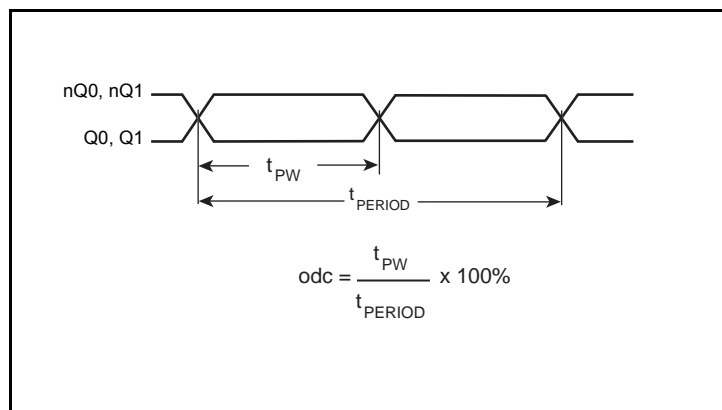 nQ0, nQ1
Q0, Q1
tPW
tPERIOD
odc = tPW / tPERIOD x 100%